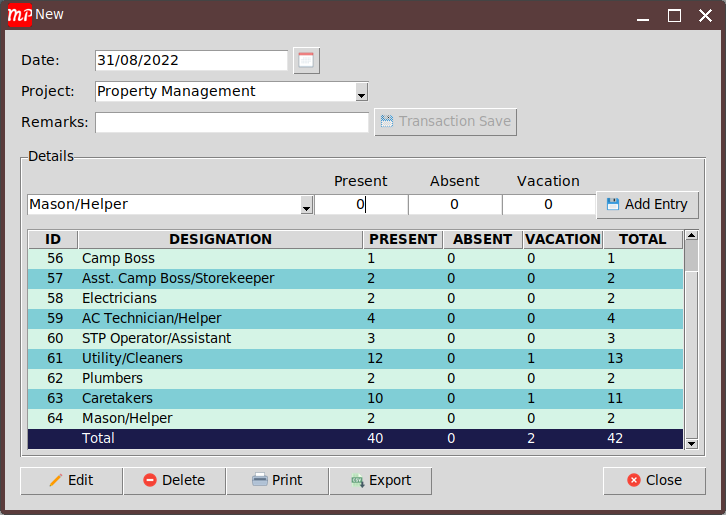 MP New
Date: 31/08/2022
Project: Property Management
Remarks: Transaction Save
Details
Present Absent Vacation
Mason/Helper 0 0 0 Add Entry
ID DESIGNATION PRESENT ABSENT VACATION TOTAL
56 Camp Boss 1 0 0 1
57 Asst. Camp Boss/Storekeeper 2 0 0 2
58 Electricians 2 0 0 2
59 AC Technician/Helper 4 0 0 4
60 STP Operator/Assistant 3 0 0 3
61 Utility/Cleaners 12 0 1 13
62 Plumbers 2 0 0 2
63 Caretakers 10 0 1 11
64 Mason/Helper 2 0 0 2
Total 40 0 2 42
Edit Delete Print Export Close